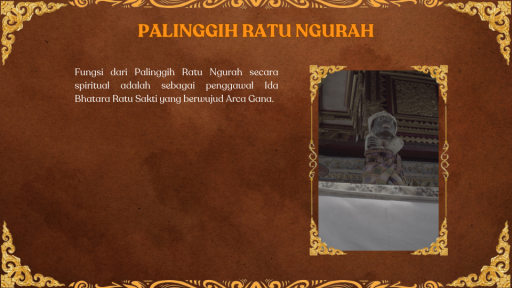 PALINGGIH RATU NGURAH
Fungsi dari Palinggih Ratu Ngurah secara
spiritual adalah sebagai penggawal Ida
Bhatara Ratu Sakti yang berwujud Arca Gana.